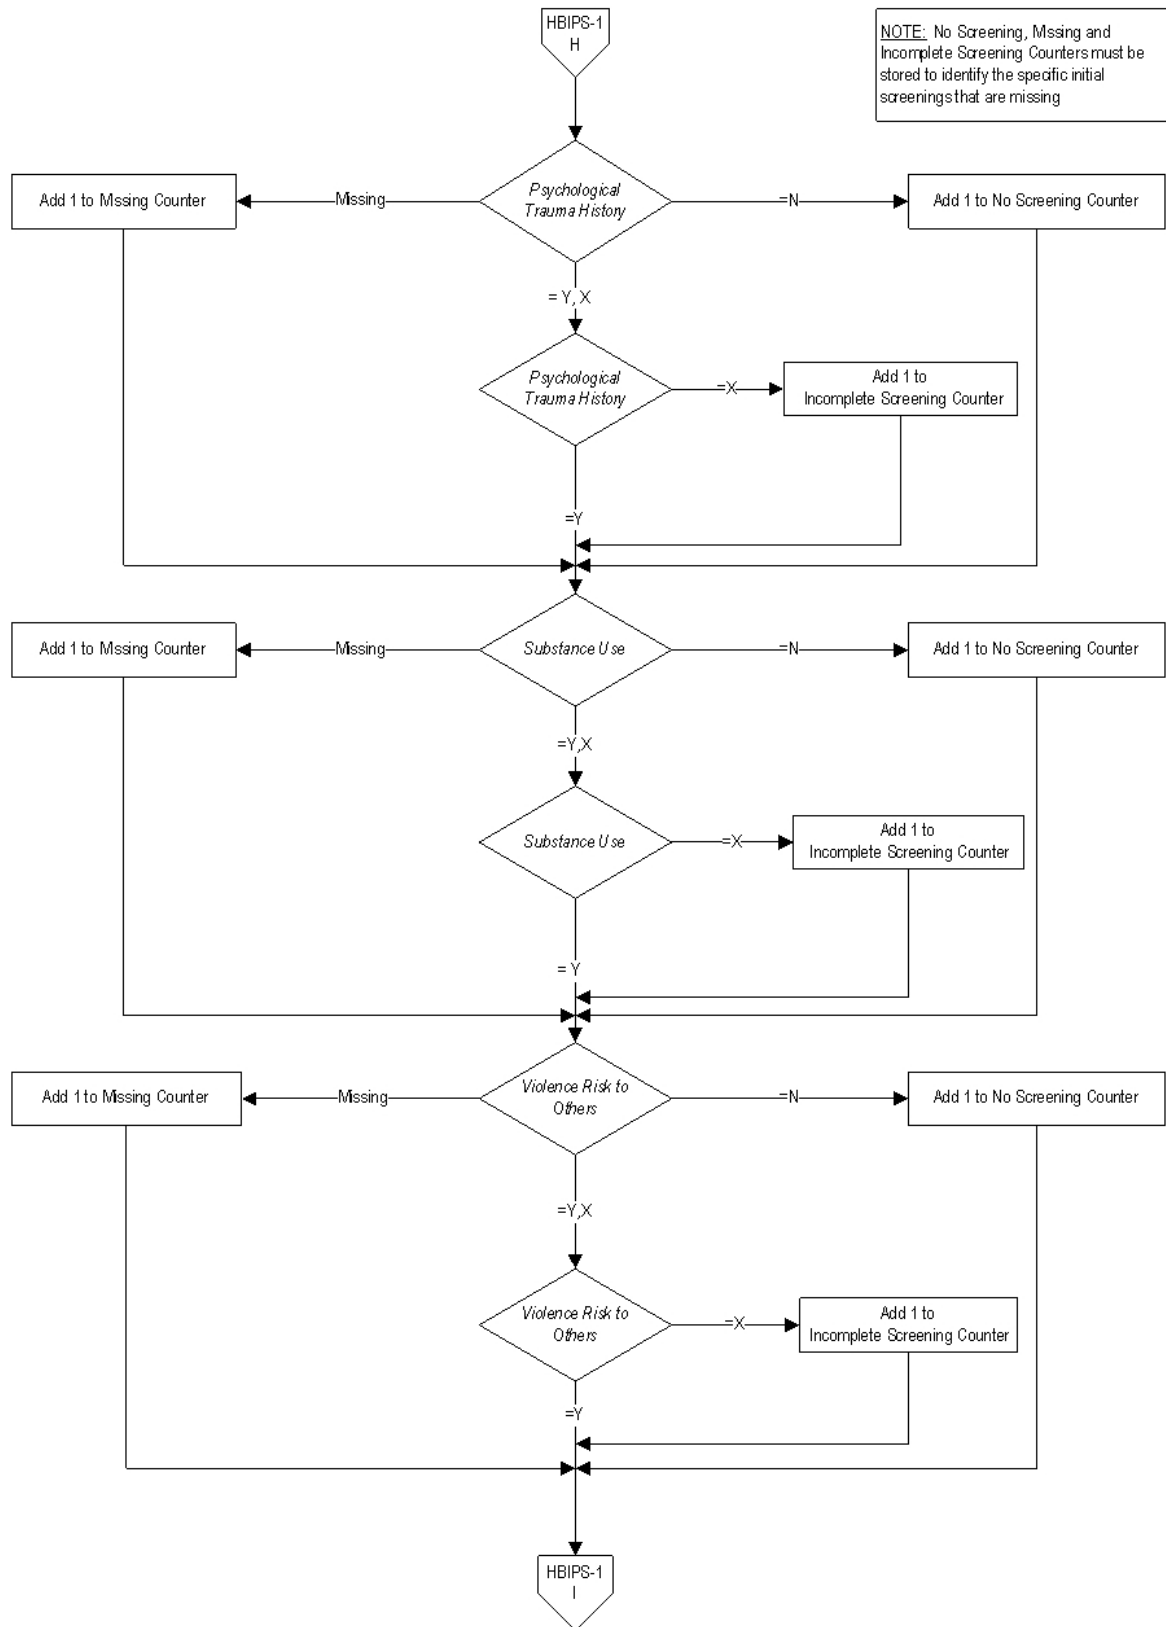 HBIPS-1
H
NOTE: No Screening, Mssing and
Incomplete Screening Counters must be
stored to identify the specific initial
screenings that are missing
Psychological
Trauma History
Add 1 to Mssing Counter
Missing
=N
Add 1 to No Screening Counter
= Y, X
Psychological
Trauma History
=X
Add 1 to
Incomplete Screening Counter
=Y
Add 1 to Mssing Counter
Missing
Substance Use
=N
Add 1 to No Screening Counter
=Y,X
Substance Use
=X
Add 1 to
Incomplete Screening Counter
= Y
Add 1 to Missing Counter
Missing
Violence Risk to
Others
=N
Add 1 to No Screening Counter
=Y,X
Violence Risk to
Others
=X
Add 1 to
Incomplete Screening Counter
=Y
HBIPS-1
I